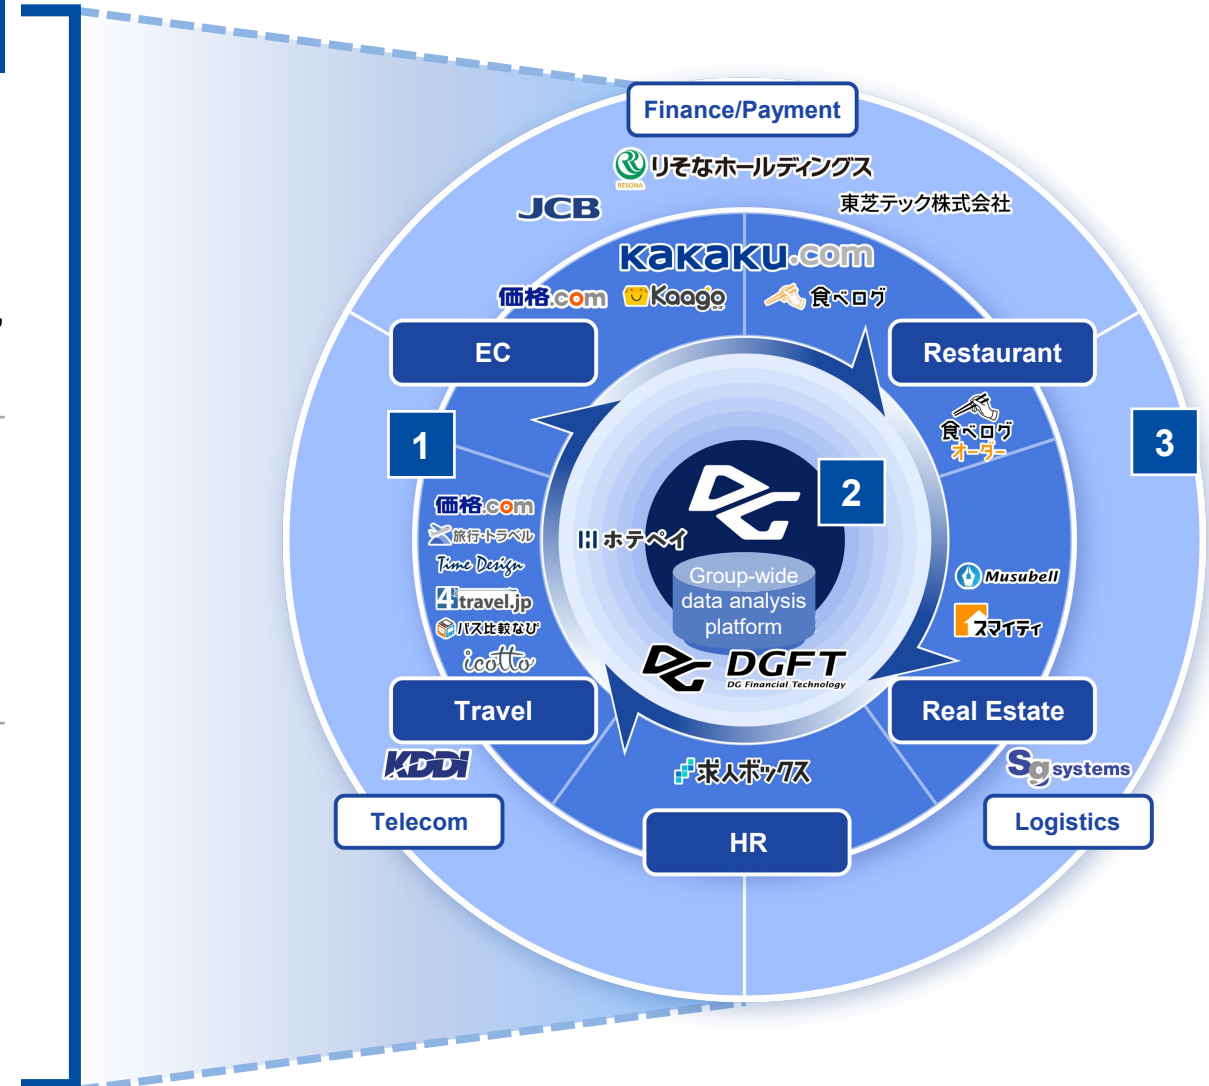 Finance/Payment
りそなホールディングス
RESONA
JCB
東芝テック株式会社
Kakaku.com
価格.com
Kaago
食べログ
EC
Restaurant
1
食べログ
オーダー
3
2
DG
価格.com
旅行・トラベル
Time Design
4travel.jp
バス比較なび
icotto
ホテペイ
Group-wide
data analysis
platform
DG DGFT
DG Financial Technology
Musubell
スマイティ
Travel
Real Estate
KDDI
求人ボックス
Sg systems
Telecom
HR
Logistics